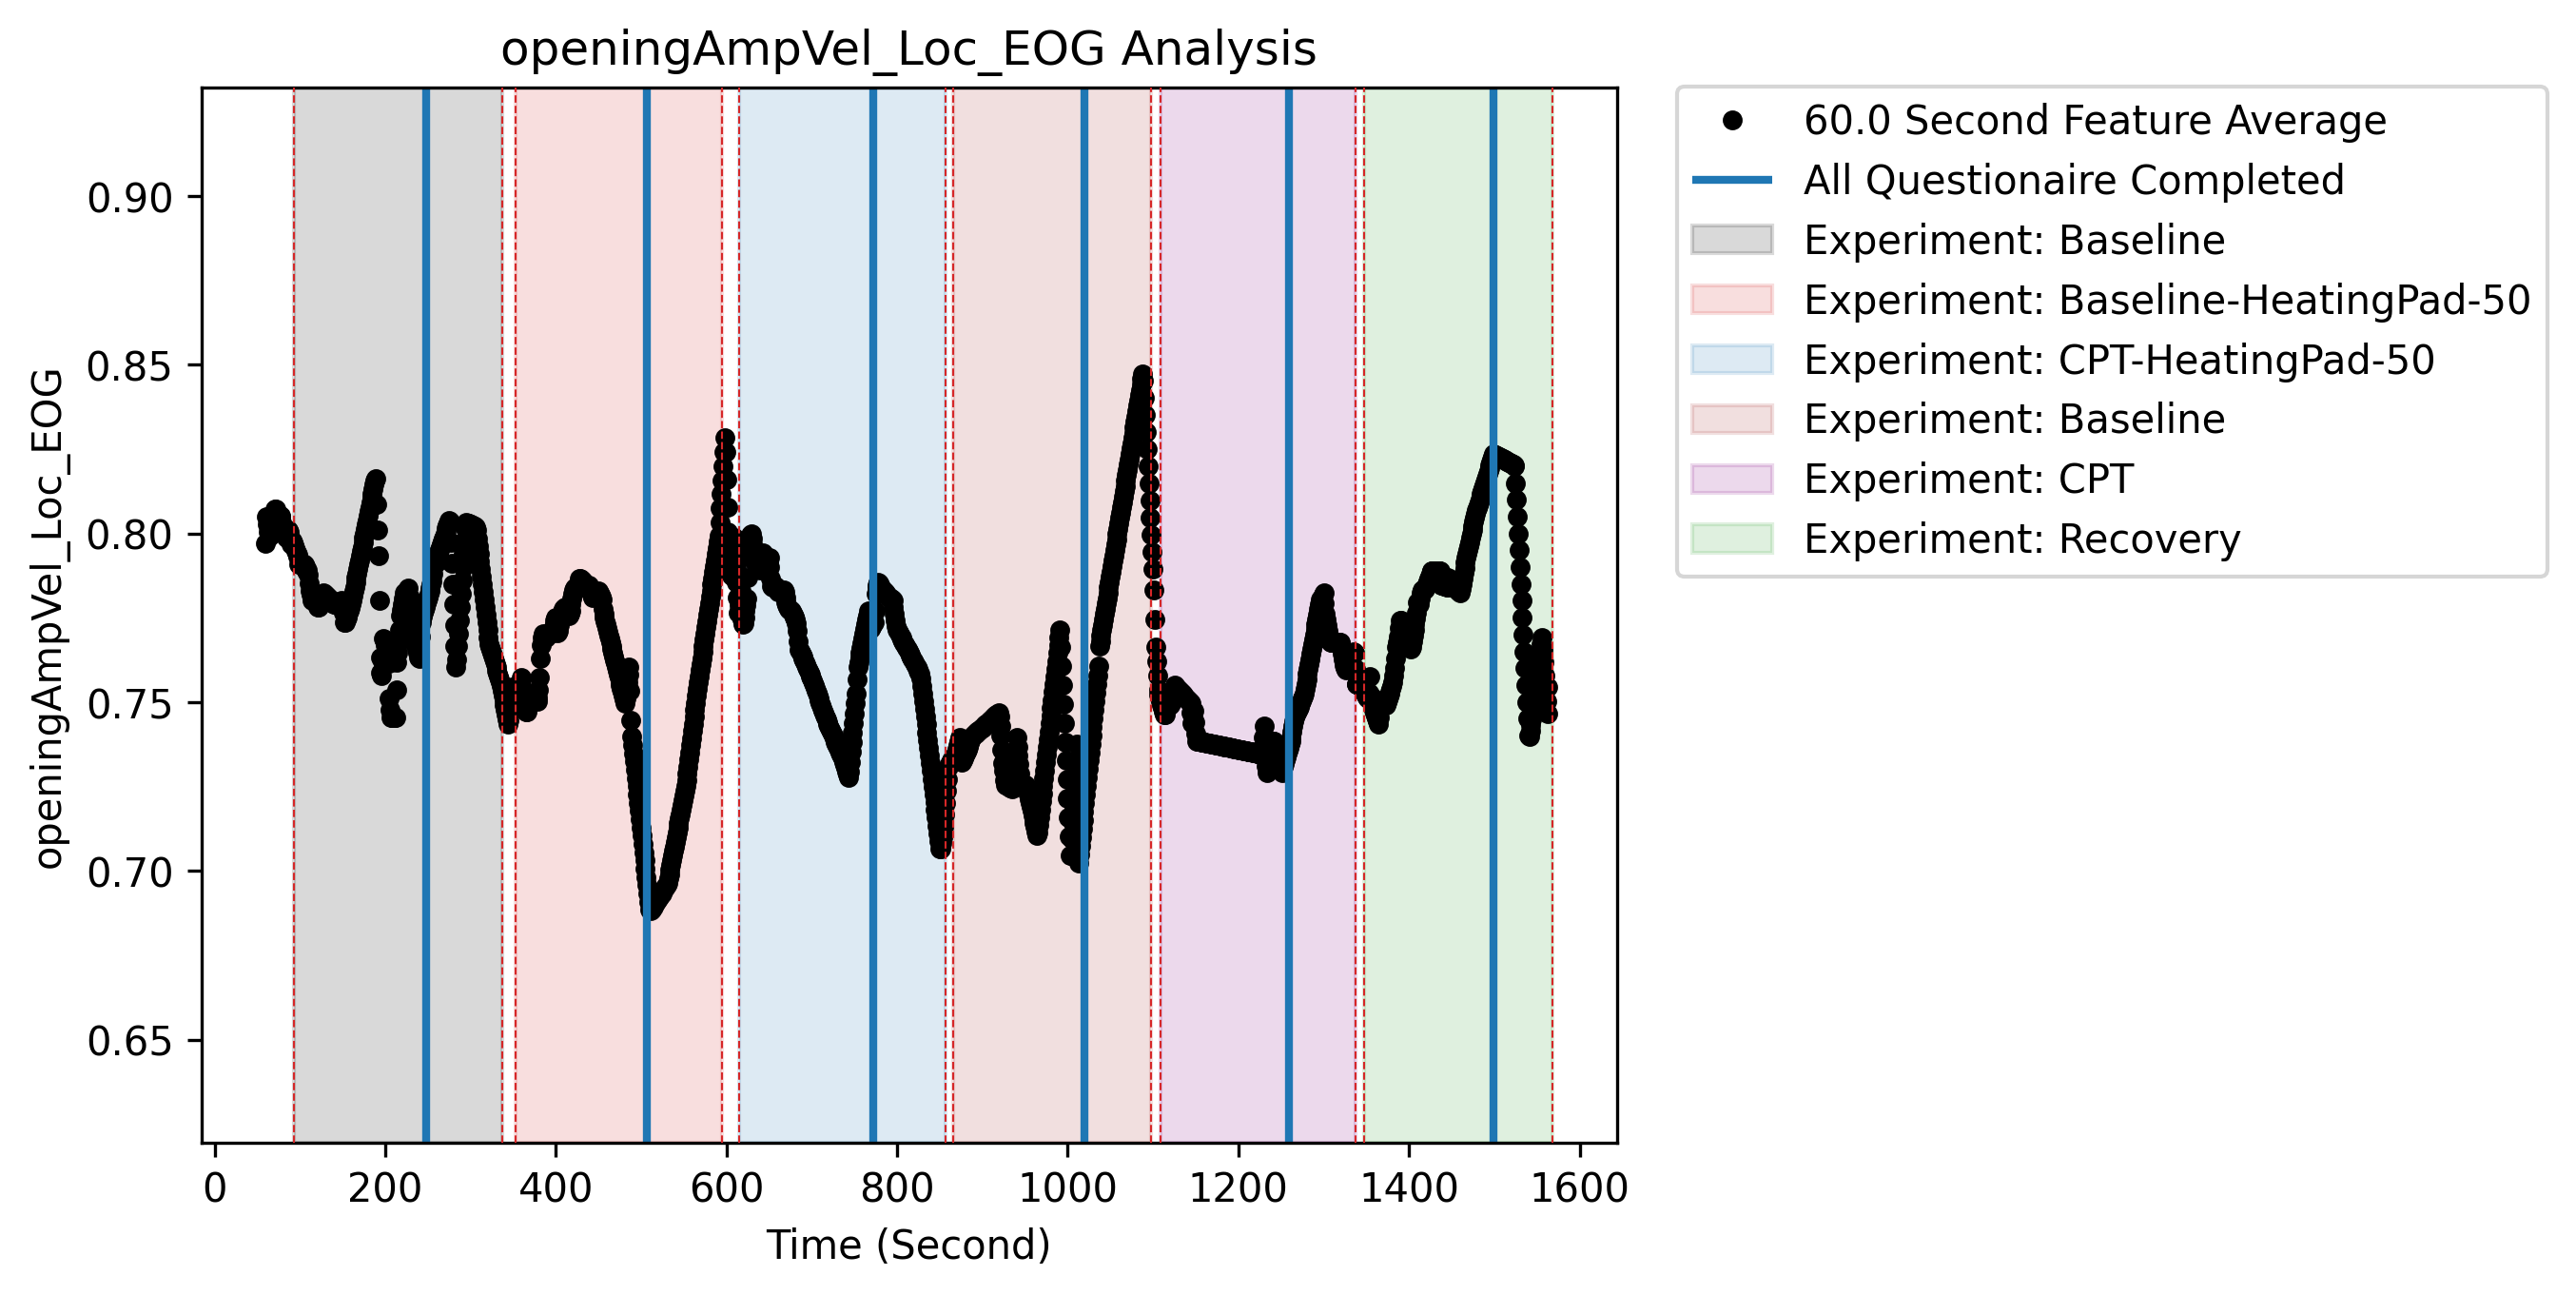 openingAmpVel_Loc_EOG Analysis
openingAmpVel_Loc_EOG
0.90
0.85
0.80
0.75
0.70
0.65
0 200 400 600 800 1000 1200 1400 1600
Time (Second)
60.0 Second Feature Average
All Questionaire Completed
Experiment: Baseline
Experiment: Baseline-HeatingPad-50
Experiment: CPT-HeatingPad-50
Experiment: Baseline
Experiment: CPT
Experiment: Recovery